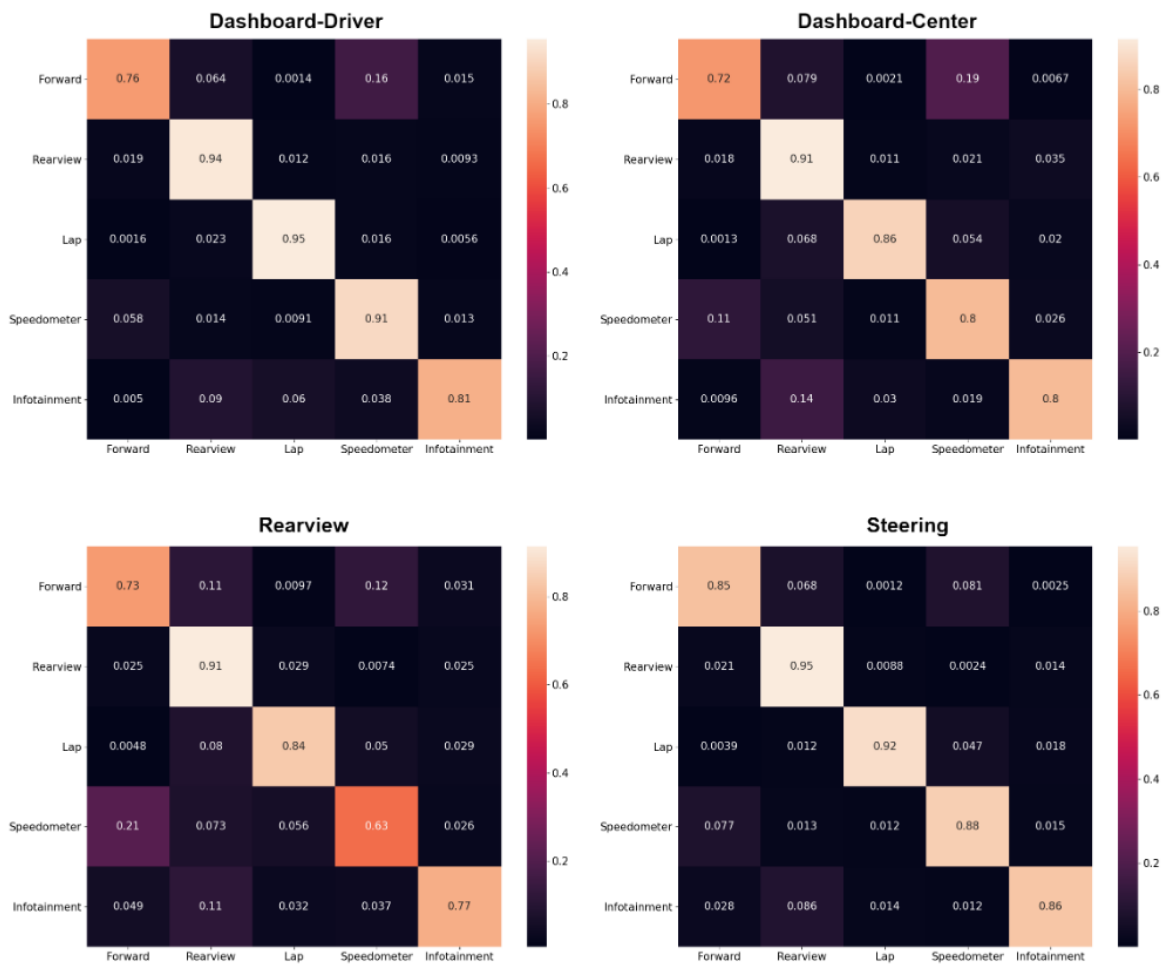 Dashboard-Driver
Forward 0.76 0.064 0.0014 0.16 0.015
0.8
Rearview 0.019 0.94 0.012 0.016 0.0093
0.6
Lap 0.0016 0.023 0.95 0.016 0.0056
0.4
Speedometer 0.058 0.014 0.0091 0.91 0.013
0.2
Infotainment 0.005 0.09 0.06 0.038 0.81
Forward Rearview Lap Speedometer Infotainment
Dashboard-Center
Forward 0.72 0.079 0.0021 0.19 0.0067
0.8
Rearview 0.018 0.91 0.011 0.021 0.035
0.6
Lap 0.0013 0.068 0.86 0.054 0.02
0.4
Speedometer 0.11 0.051 0.011 0.8 0.026
0.2
Infotainment 0.0096 0.14 0.03 0.019 0.8
Forward Rearview Lap Speedometer Infotainment
Rearview
Forward 0.73 0.11 0.0097 0.12 0.031
0.8
Rearview 0.025 0.91 0.029 0.0074 0.025
0.6
Lap 0.0048 0.08 0.84 0.05 0.029
0.4
Speedometer 0.21 0.073 0.056 0.63 0.026
0.2
Infotainment 0.049 0.11 0.032 0.037 0.77
Forward Rearview Lap Speedometer Infotainment
Steering
Forward 0.85 0.068 0.0012 0.081 0.0025
0.8
Rearview 0.021 0.95 0.0088 0.0024 0.014
0.6
Lap 0.0039 0.012 0.92 0.047 0.018
0.4
Speedometer 0.077 0.013 0.012 0.88 0.015
0.2
Infotainment 0.028 0.086 0.014 0.012 0.86
Forward Rearview Lap Speedometer Infotainment